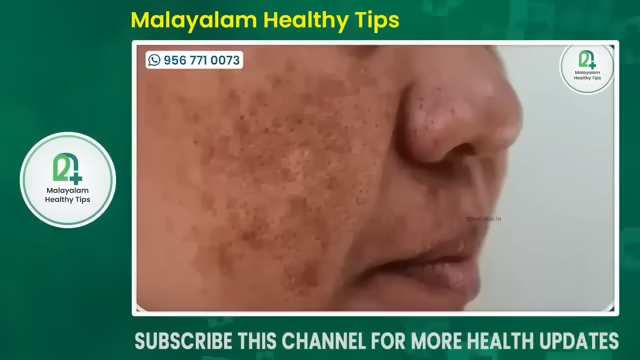 Malayalam Healthy Tips
956 771 0073
Malayalam
Healthy Tips
Malayalam
Healthy Tips
SUBSCRIBE THIS CHANNEL FOR MORE HEALTH UPDATES